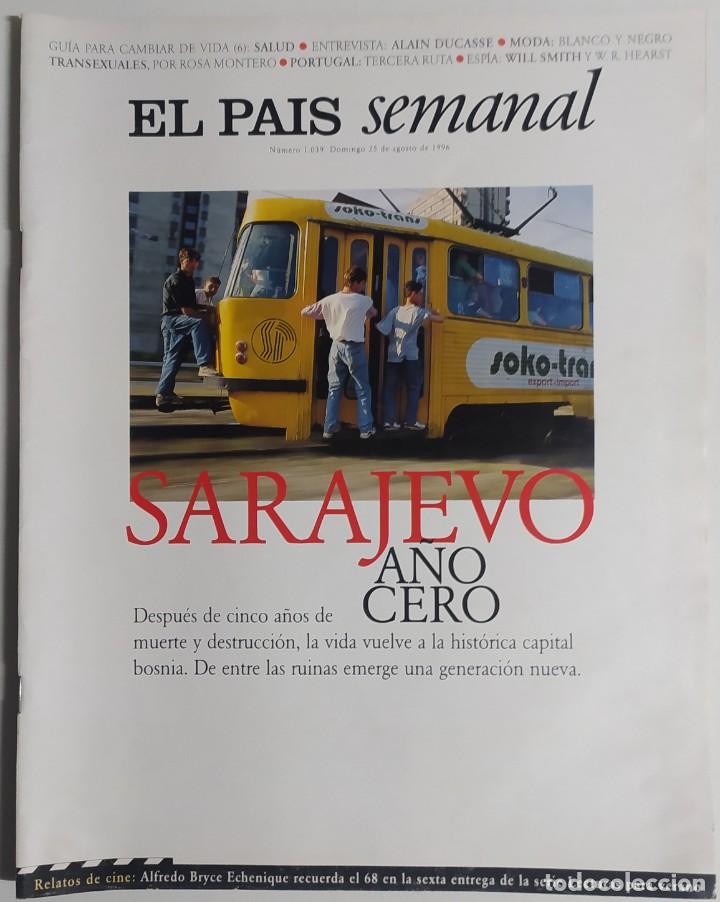 GUÍA PARA CAMBIAR DE VIDA (6): SALUD ● ENTREVISTA: ALAIN DUCASSE ● MODA: BLANCO Y NEGRO
TRANSEXUALES, POR ROSA MONTERO ● PORTUGAL: TERCERA RUTA ● ESPÍA: WILL SMITH Y W. R. HEARST
EL PAIS semanal
Número 1.039. Domingo 25 de agosto de 1996
soko-trans
soko-tran
export-import
SARAJEVO
AÑO
CERO
Después de cinco años de
muerte y destrucción, la vida vuelve a la histórica capital
bosnia. De entre las ruinas emerge una generación nueva.
Relatos de cine: Alfredo Bryce Echenique recuerda el 68 en la sexta entrega de la serie
todocoleccion